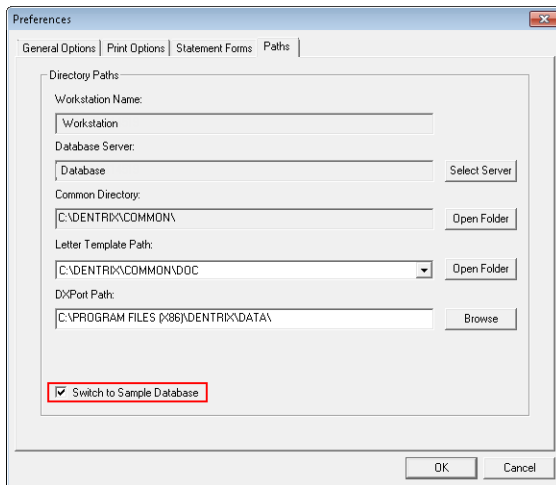 Preferences
General Options Print Options Statement Forms Paths
Directory Paths
Workstation Name:
Workstation
Database Server:
Database Select Server
Common Directory:
C:\DENTRIX\COMMON\ Open Folder
Letter Template Path:
C:\DENTRIX\COMMON\DOC Open Folder
DXPort Path:
C:\PROGRAM FILES (X86)\DENTRIX\DATA\ Browse
Switch to Sample Database
OK Cancel